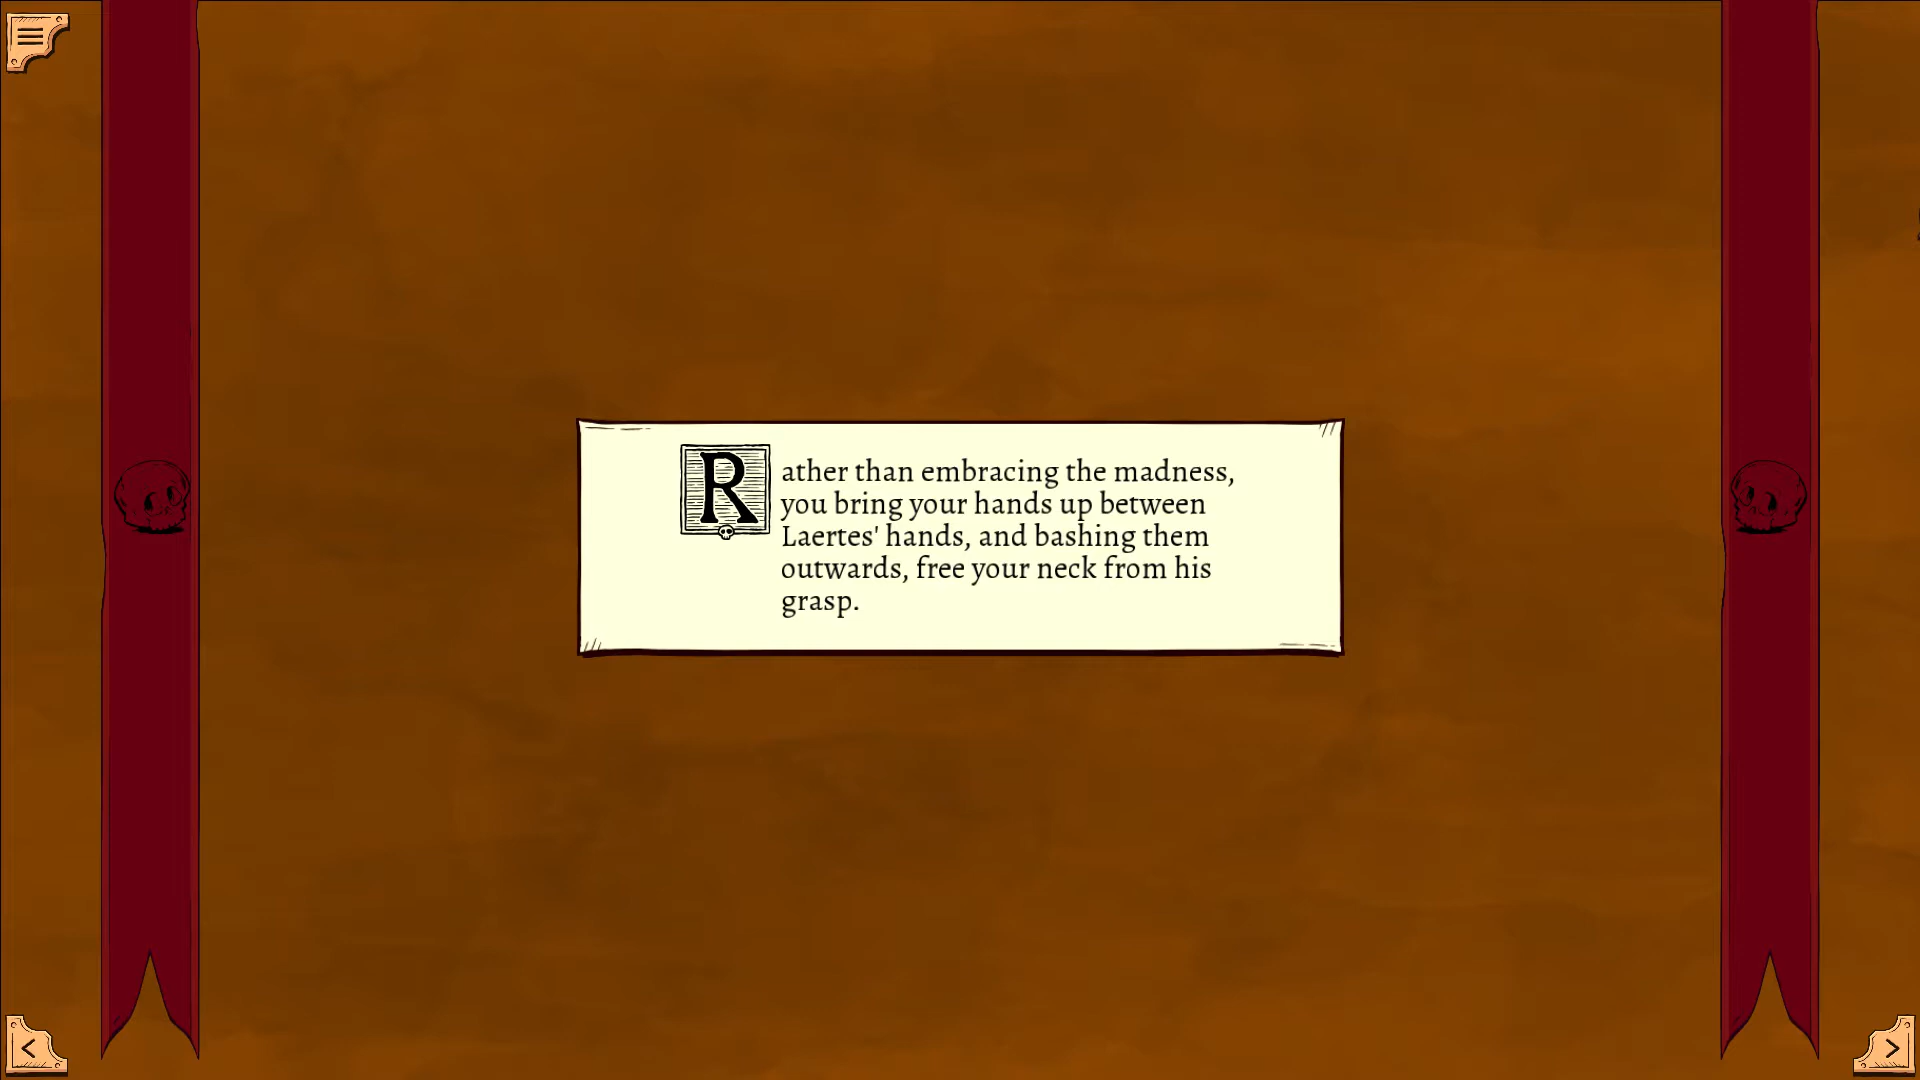 Rather than embracing the madness,
you bring your hands up between
Laertes' hands, and bashing them
outwards, free your neck from his
grasp.